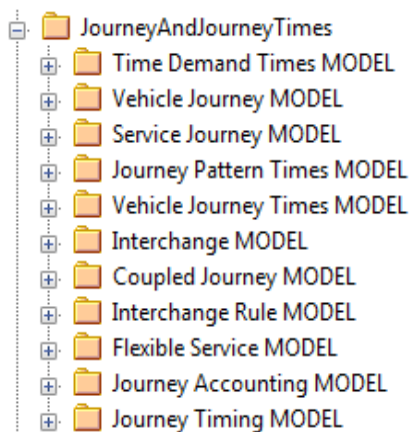 JourneyAndJourneyTimes
Time Demand Times MODEL
Vehicle Journey MODEL
Service Journey MODEL
Journey Pattern Times MODEL
Vehicle Journey Times MODEL
Interchange MODEL
Coupled Journey MODEL
Interchange Rule MODEL
Flexible Service MODEL
Journey Accounting MODEL
Journey Timing MODEL